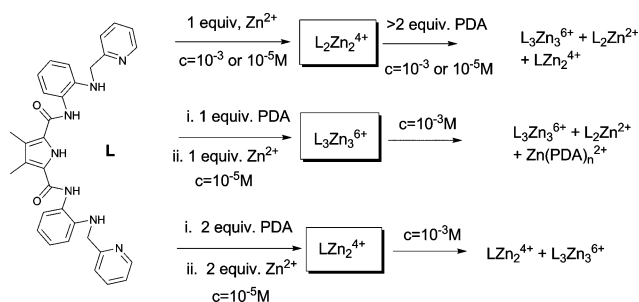 1 equiv, Zn²⁺
c=10⁻³ or 10⁻⁵M
L₂Zn₂⁴⁺
>2 equiv. PDA
c=10⁻³ or 10⁻⁵M
L₃Zn₃⁶⁺ + L₂Zn²⁺
+ LZn₂⁴⁺
N
NH
O
NH
NH
L
O
NH
NH
N
i. 1 equiv. PDA
ii. 1 equiv. Zn²⁺
c=10⁻⁵M
L₃Zn₃⁶⁺
c=10⁻³M
L₃Zn₃⁶⁺ + L₂Zn²⁺
+ Zn(PDA)ₙ²⁺
i. 2 equiv. PDA
ii. 2 equiv. Zn²⁺
c=10⁻⁵M
LZn₂⁴⁺
c=10⁻³M
LZn₂⁴⁺ + L₃Zn₃⁶⁺